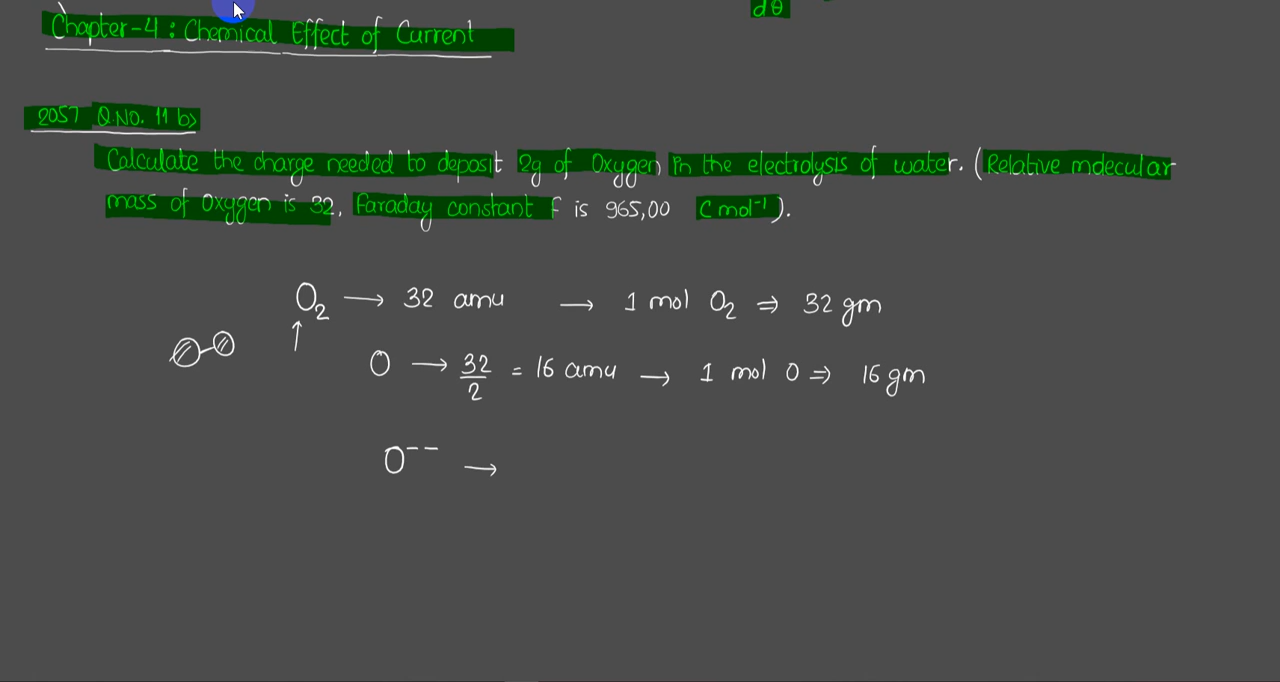 dθ
Chapter-4 : Chemical Effect of Current
2057 Q.NO. 11 b>
Calculate the charge needed to deposit 2g of Oxygen in the electrolysis of water. (Relative molecular
mass of oxygen is 32, faraday constant f is 965,00 C mol⁻¹).
O₂ → 32 amu → 1 mol O₂ ⇒ 32 gm
↑
O → 32/2 = 16 amu → 1 mol O ⇒ 16 gm
O⁻⁻ →